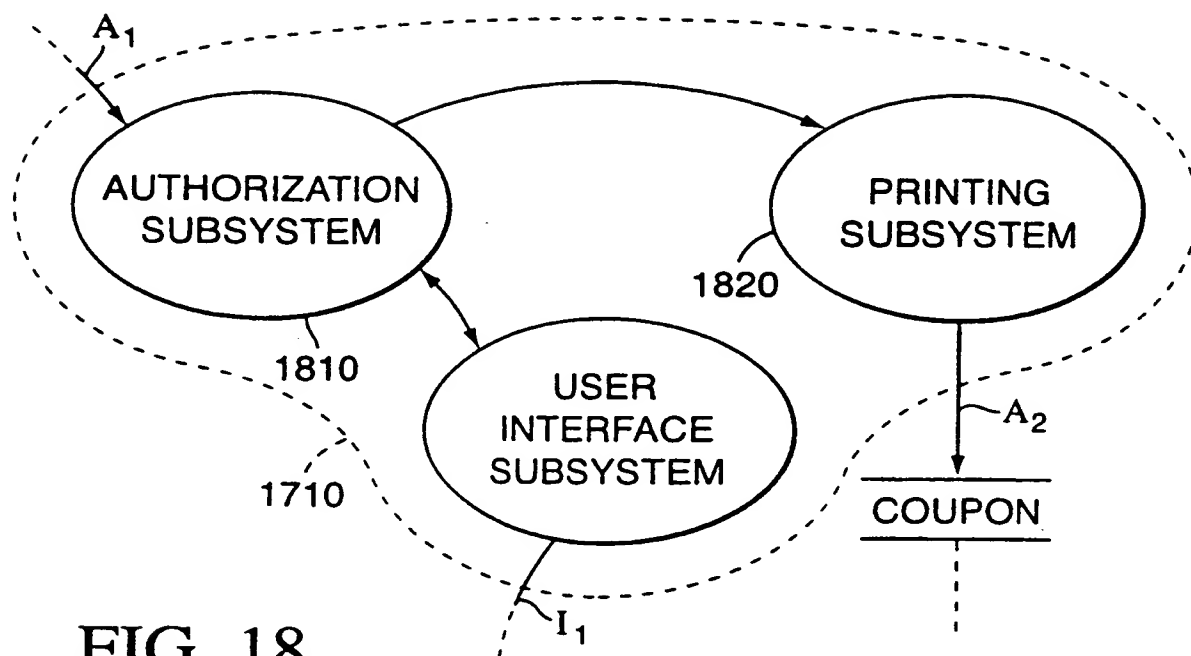 A1
AUTHORIZATION
SUBSYSTEM
PRINTING
SUBSYSTEM
1820
1810
USER
INTERFACE
SUBSYSTEM
A2
1710
COUPON
I1
FIG. 18